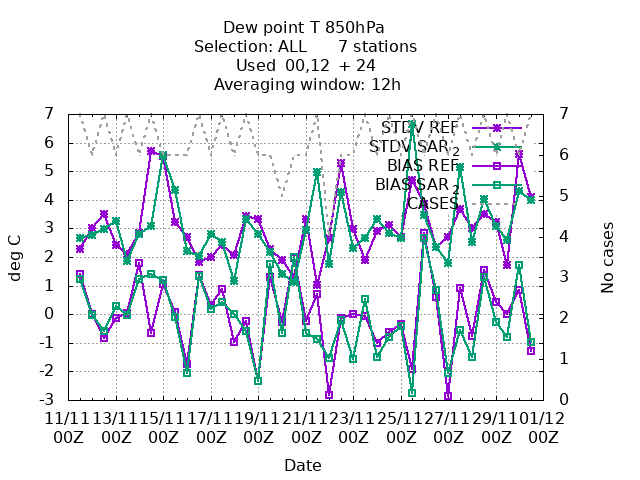 Dew point T 850hPa
Selection: ALL      7 stations
Used  00,12  + 24
Averaging window: 12h
STDV REF
STDV SAR_2
BIAS REF
BIAS SAR_2
CASES
deg C
7
6
5
4
3
2
1
0
-1
-2
-3
7
6
5
4
3
2
1
0
No cases
11/11 13/11 15/11 17/11 19/11 21/11 23/11 25/11 27/11 29/11 01/12
00Z 00Z 00Z 00Z 00Z 00Z 00Z 00Z 00Z 00Z 00Z
Date